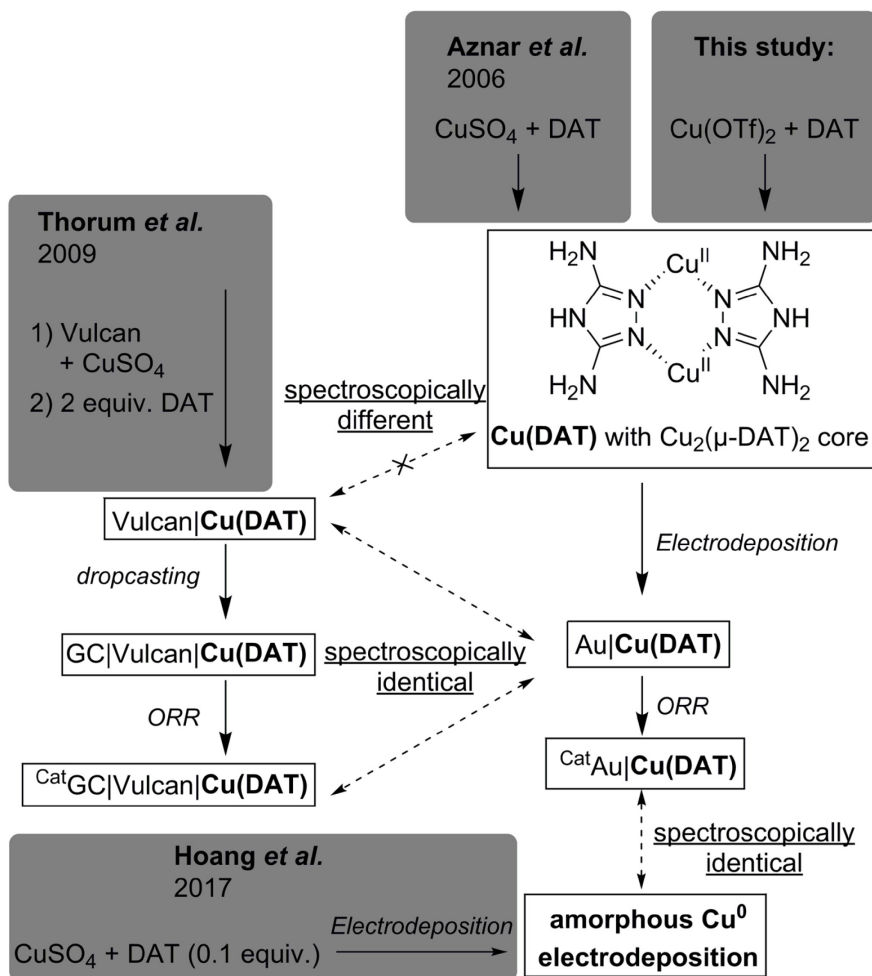 Aznar et al.
2006
CuSO₄ + DAT
This study:
Cu(OTf)₂ + DAT
Thorum et al.
2009
1) Vulcan
+ CuSO₄
2) 2 equiv. DAT
H₂N
Cuᴵᴵ
NH₂
N
N
HN
NH
N
N
H₂N
Cuᴵᴵ
NH₂
Cu(DAT) with Cu₂(μ-DAT)₂ core
spectroscopically
different
Vulcan|Cu(DAT)
dropcasting
Electrodeposition
GC|Vulcan|Cu(DAT)
spectroscopically
identical
Au|Cu(DAT)
ORR
ORR
ᶜᵃᵗGC|Vulcan|Cu(DAT)
ᶜᵃᵗAu|Cu(DAT)
spectroscopically
identical
Hoang et al.
2017
CuSO₄ + DAT (0.1 equiv.)
Electrodeposition
amorphous Cu⁰
electrodeposition